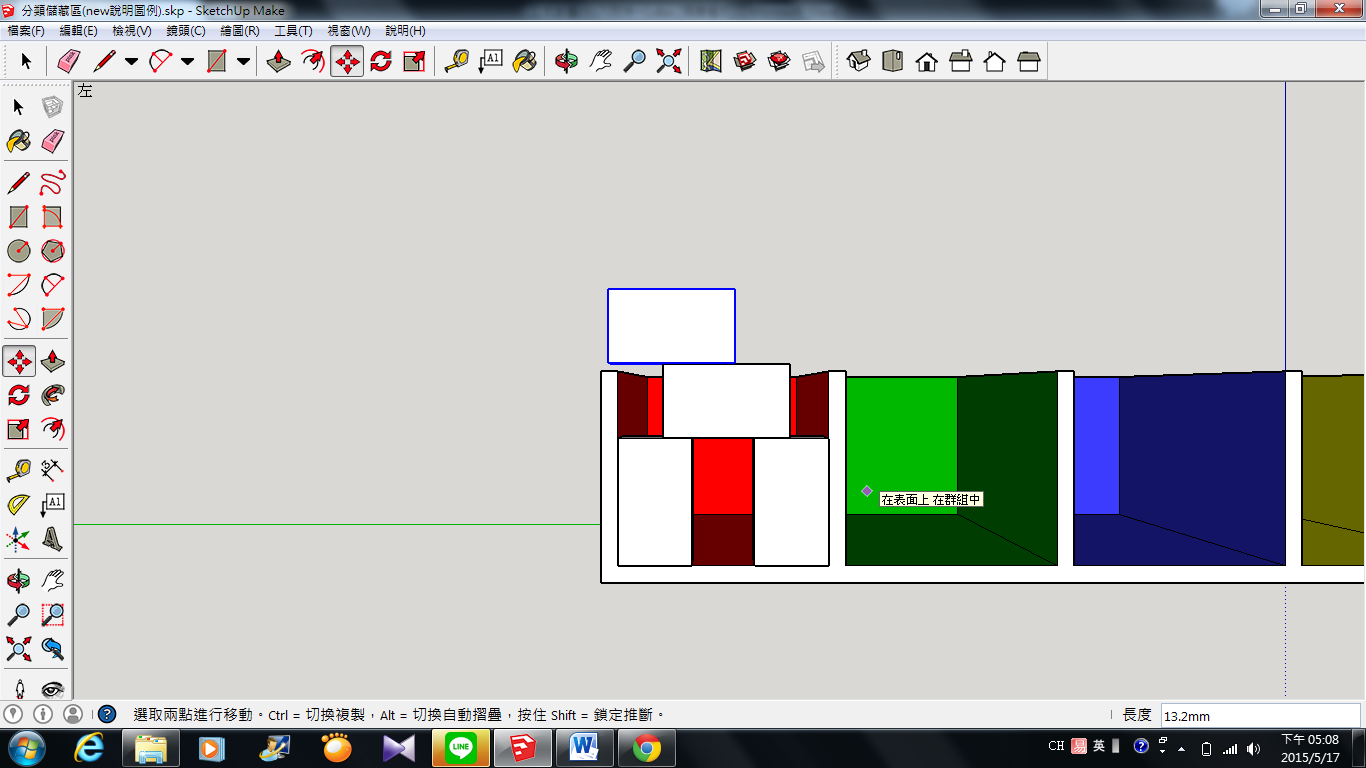 分類儲藏區(new說明圖例).skp - SketchUp Make
檔案(F) 編輯(E) 檢視(V) 鏡頭(C) 繪圖(R) 工具(T) 視窗(W) 說明(H)
A1
左
A1
在表面上 在群組中
選取兩點進行移動。Ctrl = 切換複製，Alt = 切換自動摺疊，按住 Shift = 鎖定推斷。
長度 13.2mm
LINE
CH 易 英
下午 05:08
2015/5/17